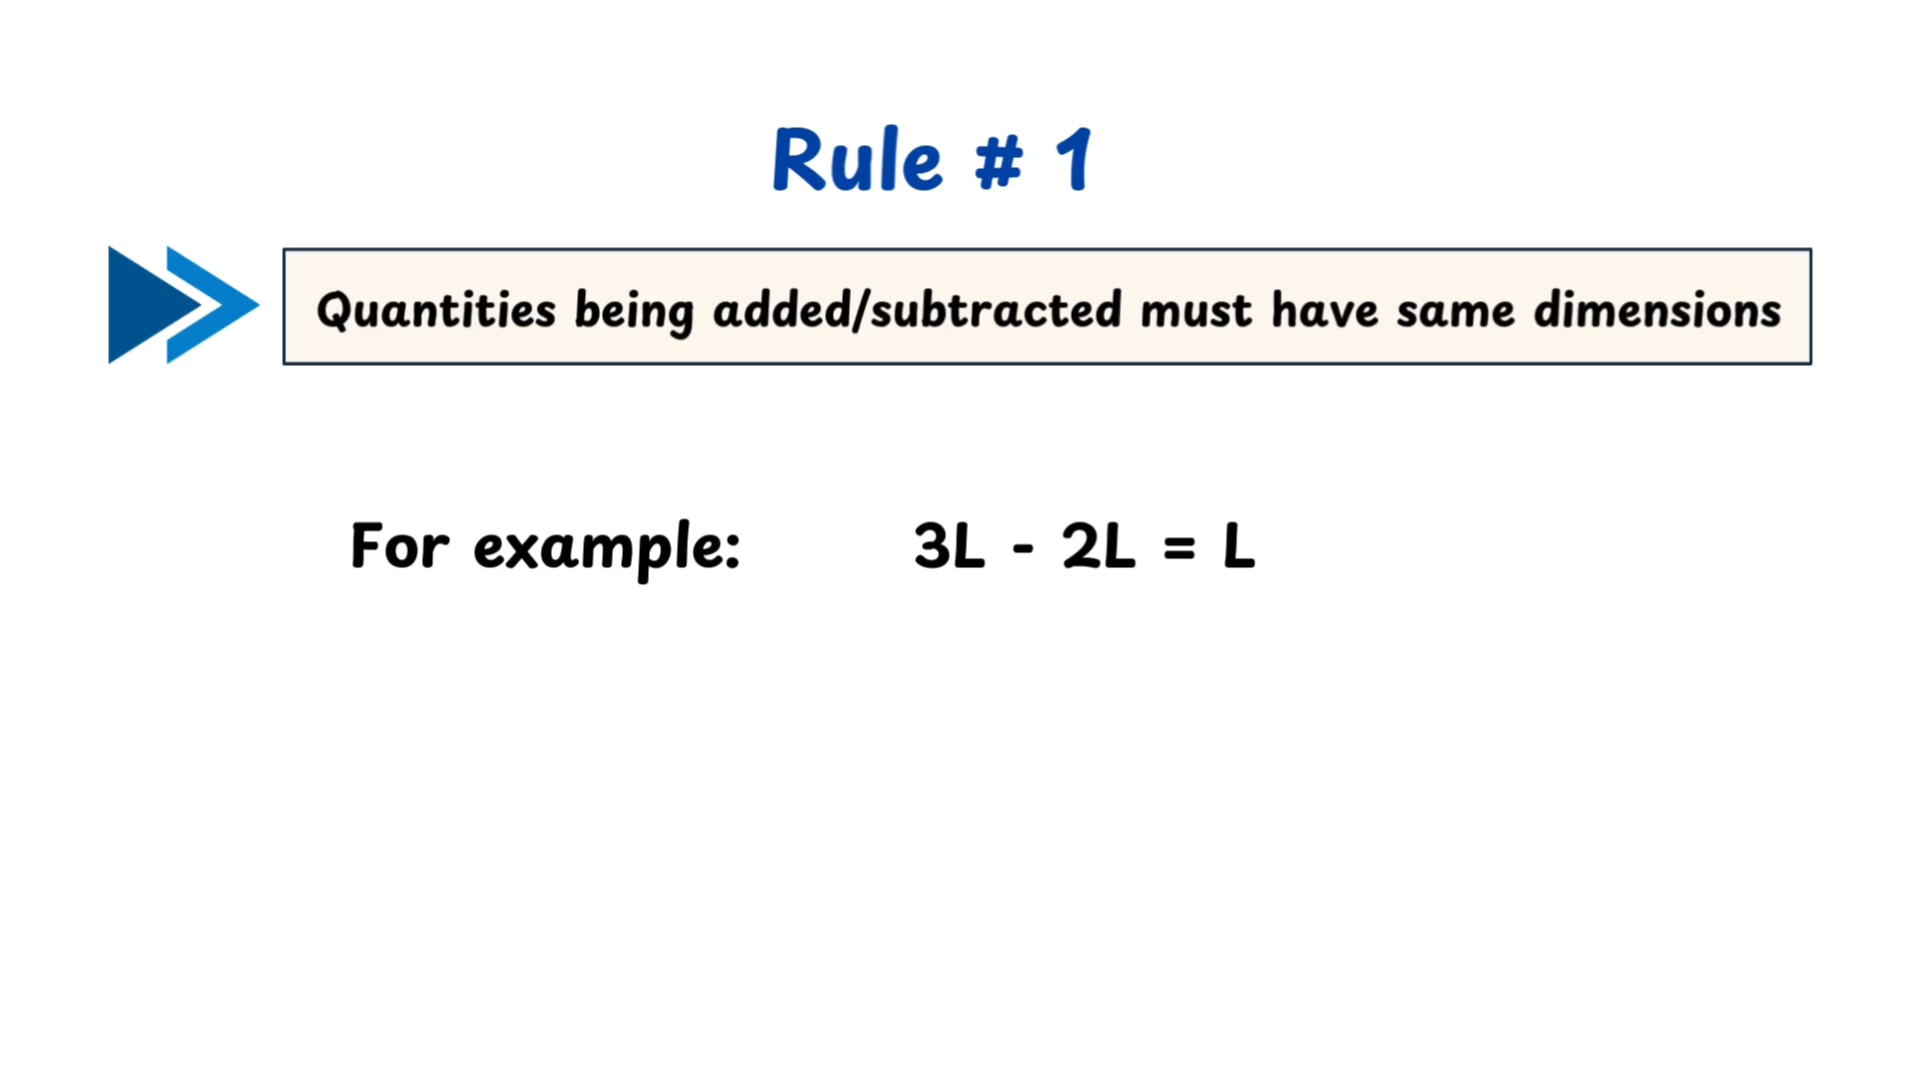 Rule # 1
Quantities being added/subtracted must have same dimensions
For example: 3L - 2L = L